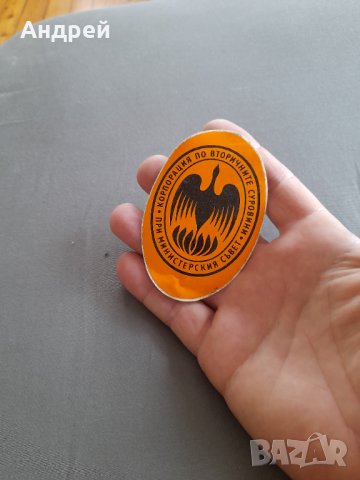 Андрей
• КОРПОРАЦИЯ ПО ВТОРИЧНИТЕ СУРОВИНИ •
ПРИ МИНИСТЕРСКИЯ СЪВЕТ
BAZAR